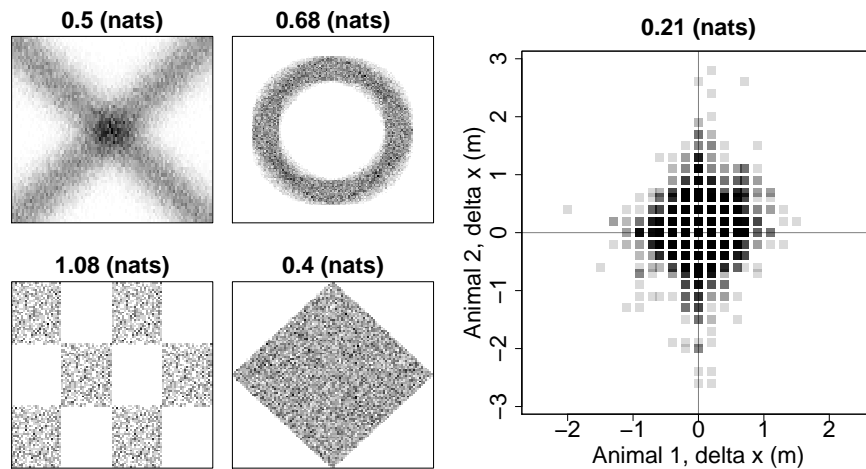 0.5 (nats)
0.68 (nats)
1.08 (nats)
0.4 (nats)
0.21 (nats)
Animal 2, delta x (m)
3
2
1
0
−1
−2
−3
−2
−1
0
1
2
Animal 1, delta x (m)